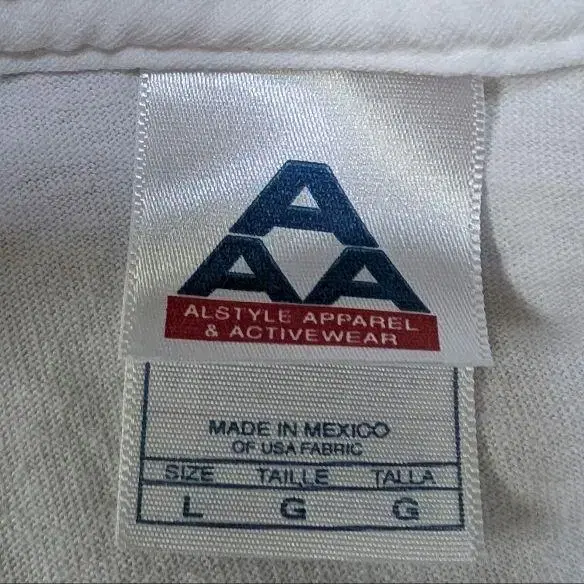 A
A A
ALSTYLE APPAREL
& ACTIVEWEAR
MADE IN MEXICO
OF USA FABRIC
SIZE TAILLE TALLA
L G G